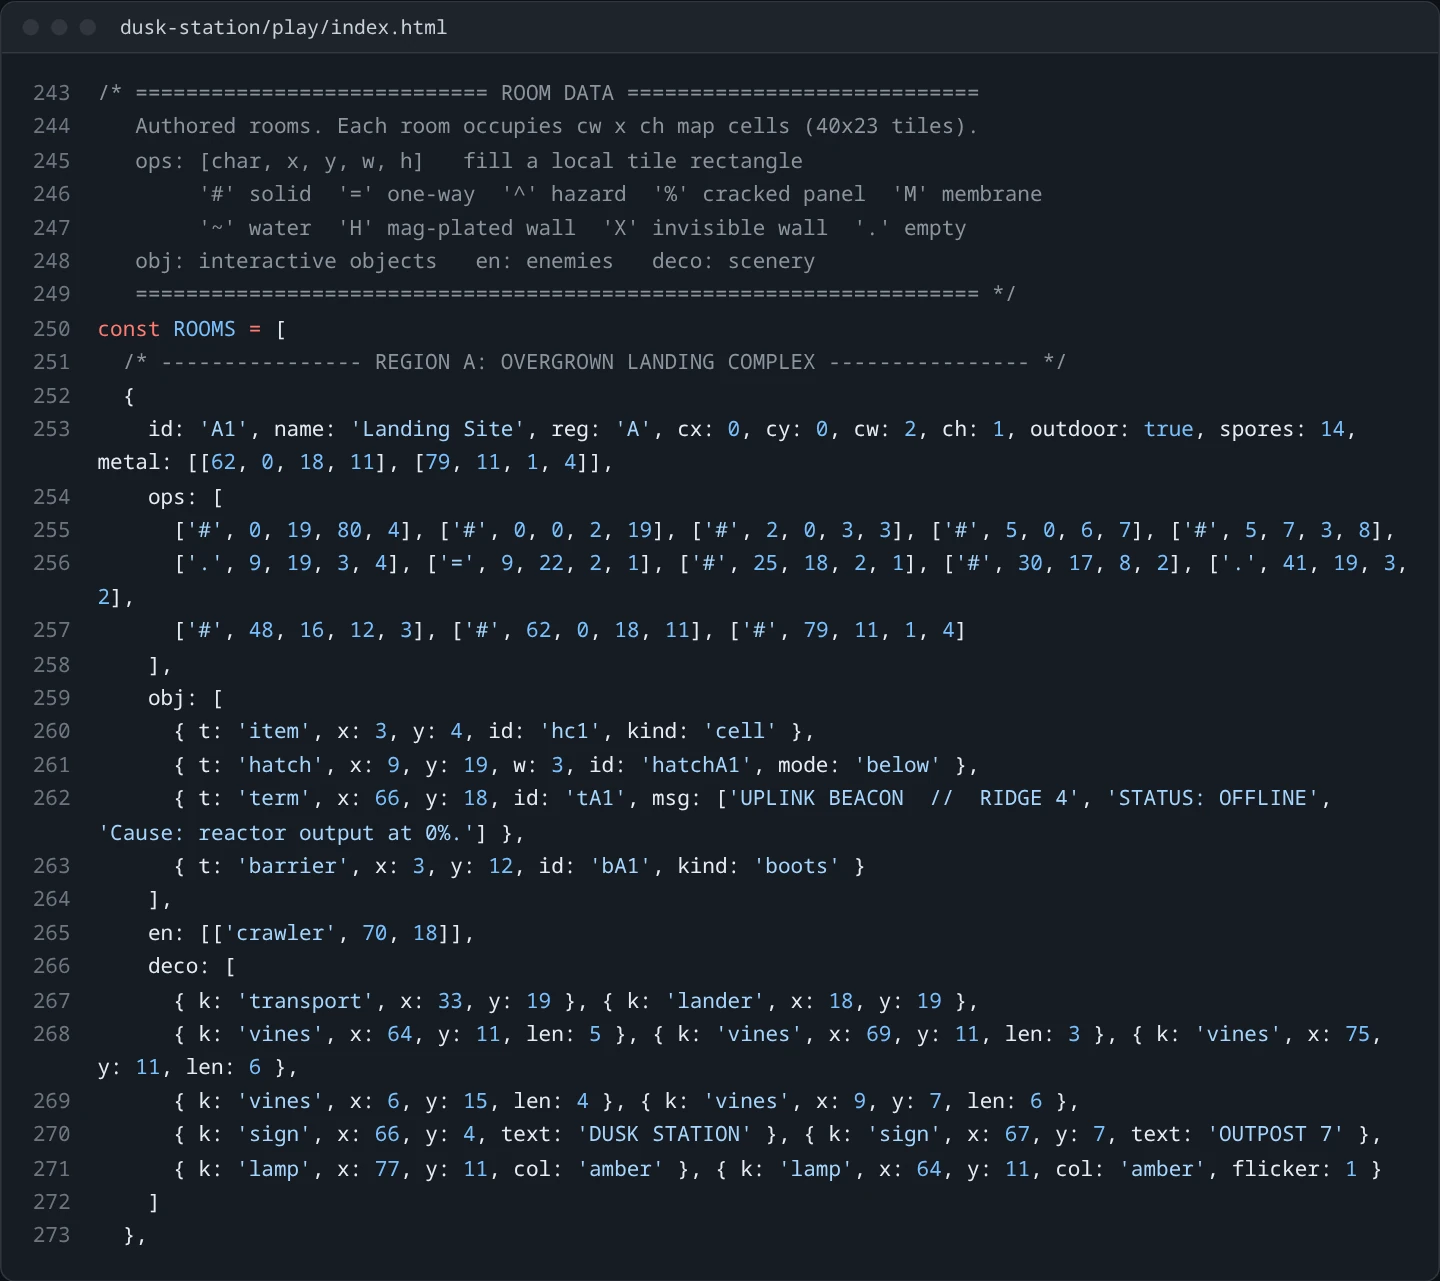 dusk-station/play/index.html
243 /* ============================ ROOM DATA ============================
244 Authored rooms. Each room occupies cw x ch map cells (40x23 tiles).
245 ops: [char, x, y, w, h]   fill a local tile rectangle
246 '#' solid  '=' one-way  '^' hazard  '%' cracked panel  'M' membrane
247 '~' water  'H' mag-plated wall  'X' invisible wall  '.' empty
248 obj: interactive objects   en: enemies   deco: scenery
249 =================================================================== */
250 const ROOMS = [
251 /* ---------------- REGION A: OVERGROWN LANDING COMPLEX ---------------- */
252 {
253 id: 'A1', name: 'Landing Site', reg: 'A', cx: 0, cy: 0, cw: 2, ch: 1, outdoor: true, spores: 14,
metal: [[62, 0, 18, 11], [79, 11, 1, 4]],
254 ops: [
255 ['#', 0, 19, 80, 4], ['#', 0, 0, 2, 19], ['#', 2, 0, 3, 3], ['#', 5, 0, 6, 7], ['#', 5, 7, 3, 8],
256 ['.', 9, 19, 3, 4], ['=', 9, 22, 2, 1], ['#', 25, 18, 2, 1], ['#', 30, 17, 8, 2], ['.', 41, 19, 3,
2],
257 ['#', 48, 16, 12, 3], ['#', 62, 0, 18, 11], ['#', 79, 11, 1, 4]
258 ],
259 obj: [
260 { t: 'item', x: 3, y: 4, id: 'hc1', kind: 'cell' },
261 { t: 'hatch', x: 9, y: 19, w: 3, id: 'hatchA1', mode: 'below' },
262 { t: 'term', x: 66, y: 18, id: 'tA1', msg: ['UPLINK BEACON  //  RIDGE 4', 'STATUS: OFFLINE',
'Cause: reactor output at 0%.'] },
263 { t: 'barrier', x: 3, y: 12, id: 'bA1', kind: 'boots' }
264 ],
265 en: [['crawler', 70, 18]],
266 deco: [
267 { k: 'transport', x: 33, y: 19 }, { k: 'lander', x: 18, y: 19 },
268 { k: 'vines', x: 64, y: 11, len: 5 }, { k: 'vines', x: 69, y: 11, len: 3 }, { k: 'vines', x: 75,
y: 11, len: 6 },
269 { k: 'vines', x: 6, y: 15, len: 4 }, { k: 'vines', x: 9, y: 7, len: 6 },
270 { k: 'sign', x: 66, y: 4, text: 'DUSK STATION' }, { k: 'sign', x: 67, y: 7, text: 'OUTPOST 7' },
271 { k: 'lamp', x: 77, y: 11, col: 'amber' }, { k: 'lamp', x: 64, y: 11, col: 'amber', flicker: 1 }
272 ]
273 },